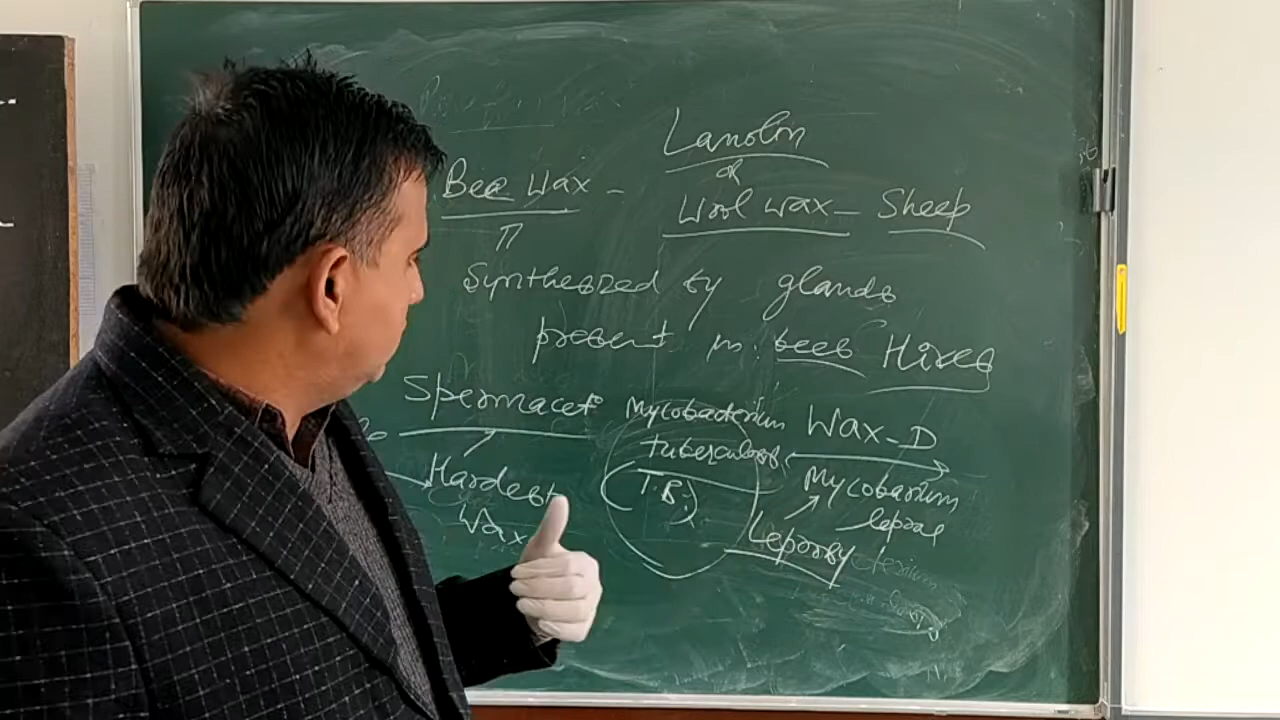 Lanolin
Bee Wax - or
Wool wax - Sheep
Synthesized by glands
present in bees Hives
Spermaceti
Hardest
Wax
Mycobacterium
tuberculosis
T.B.
Wax-D
Mycobarium
leprae
Leprosy